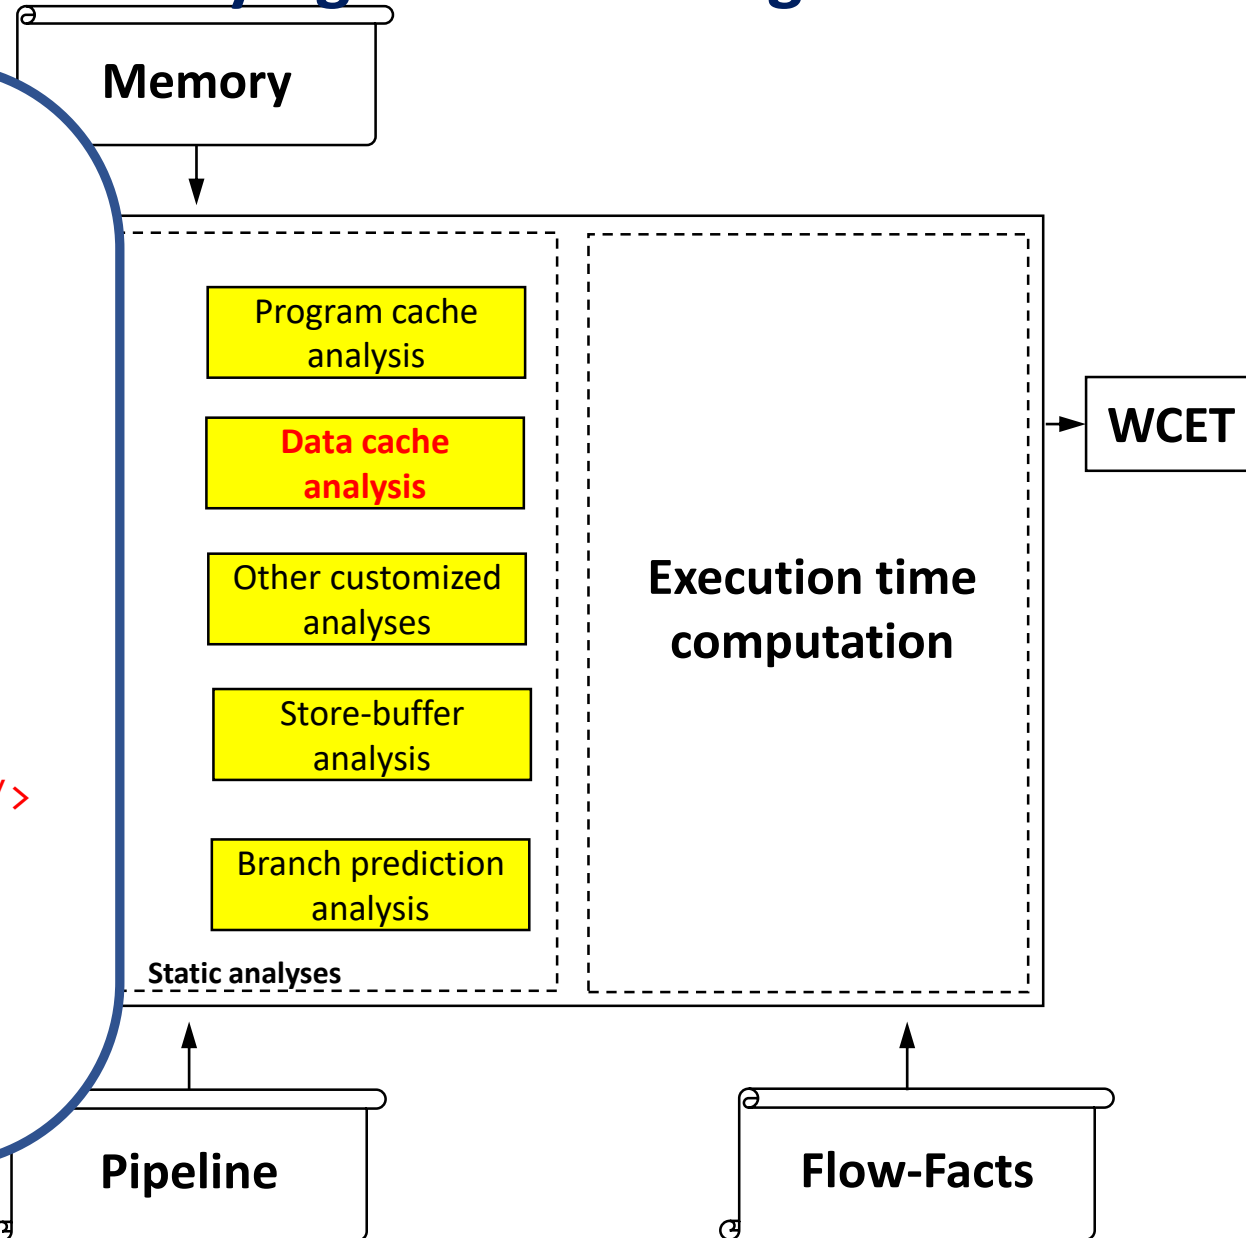 Memory
Program cache
analysis
Data cache
analysis
Other customized
analyses
Store-buffer
analysis
Branch prediction
analysis
Static analyses
Execution time
computation
WCET
/>
Pipeline
Flow-Facts